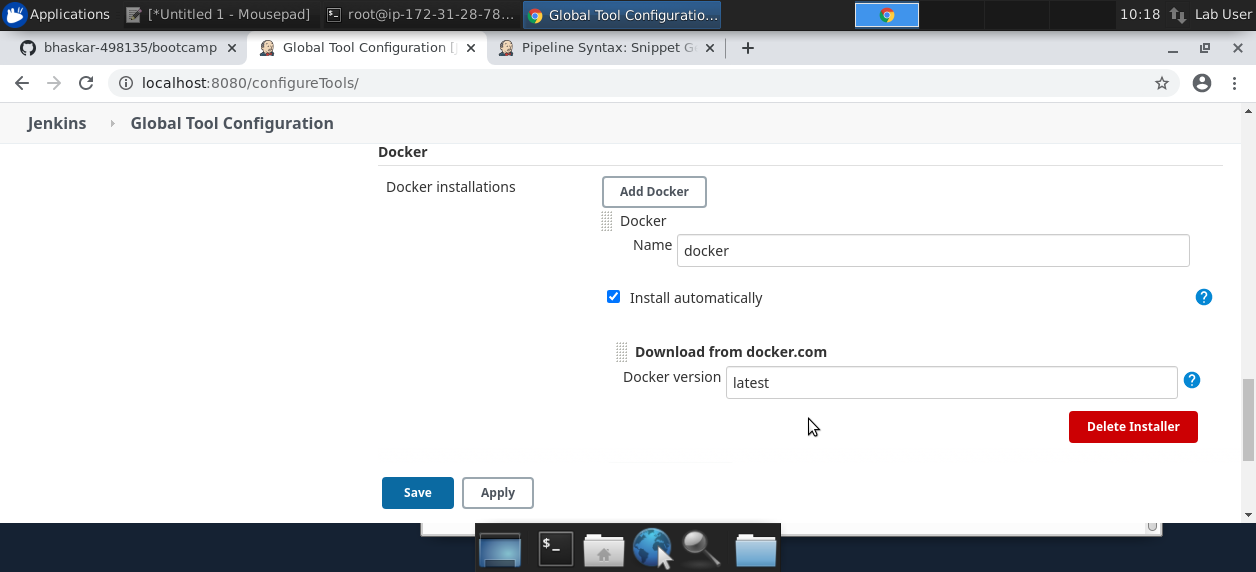 Applications
[*Untitled 1 - Mousepad]
root@ip-172-31-28-78...
Global Tool Configuratio...
10:18
Lab User
bhaskar-498135/bootcamp
Global Tool Configuration [
Pipeline Syntax: Snippet G
localhost:8080/configureTools/
Jenkins
Global Tool Configuration
Docker
Docker installations
Add Docker
Docker
Name
docker
Install automatically
?
Download from docker.com
Docker version
latest
?
Delete Installer
Save
Apply
$_